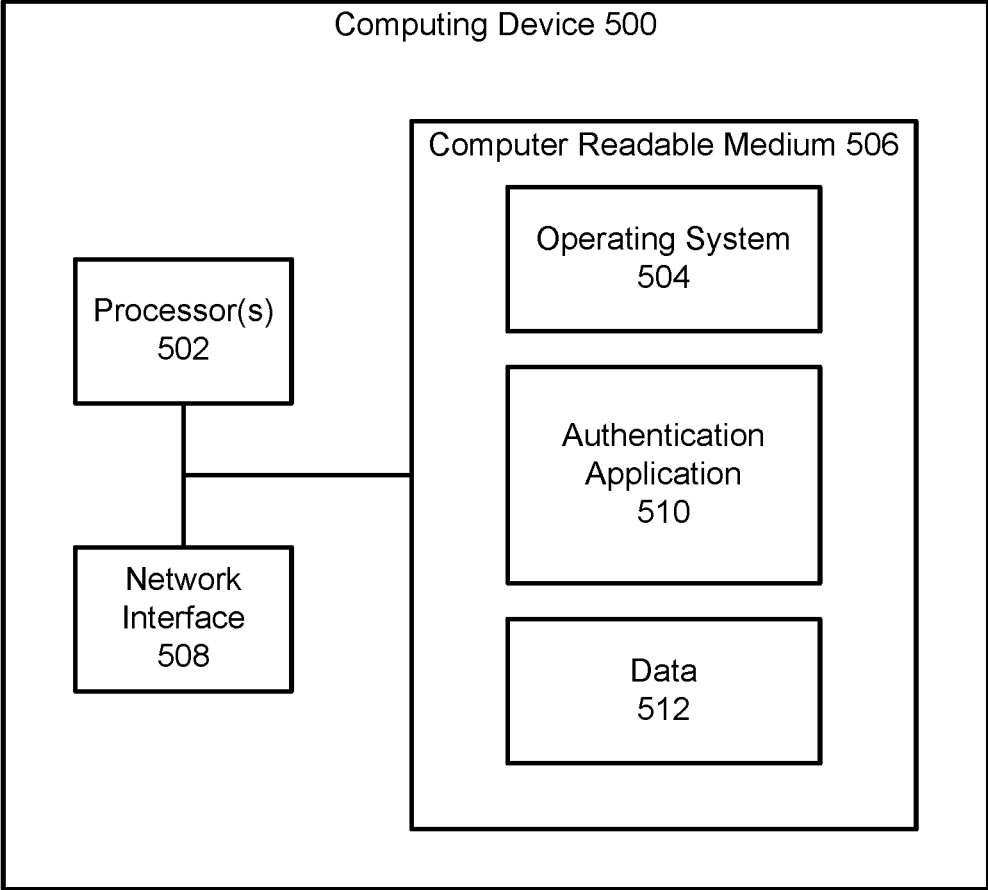 Computing Device 500
Computer Readable Medium 506
Operating System
504
Processor(s)
502
Authentication
Application
510
Network
Interface
508
Data
512